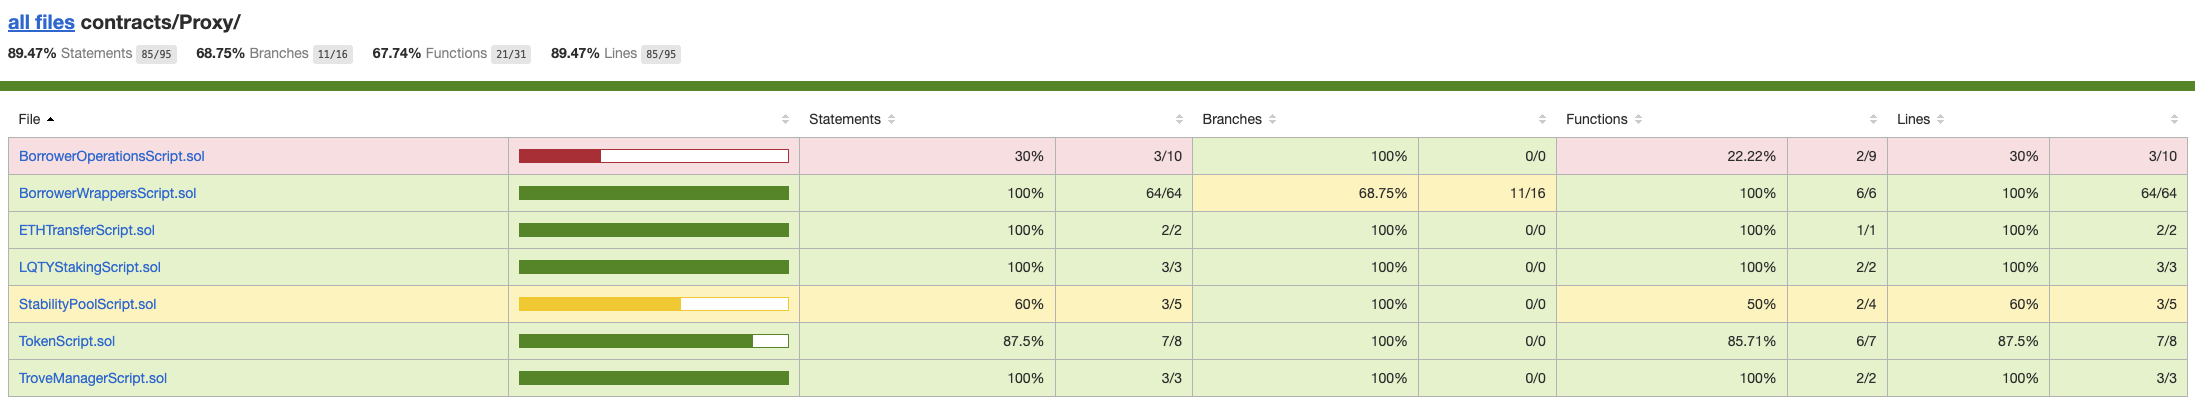 all files contracts/Proxy/
89.47% Statements 85/95 68.75% Branches 11/16 67.74% Functions 21/31 89.47% Lines 85/95
File Statements Branches Functions Lines
BorrowerOperationsScript.sol 30% 3/10 100% 0/0 22.22% 2/9 30% 3/10
BorrowerWrappersScript.sol 100% 64/64 68.75% 11/16 100% 6/6 100% 64/64
ETHTransferScript.sol 100% 2/2 100% 0/0 100% 1/1 100% 2/2
LQTYStakingScript.sol 100% 3/3 100% 0/0 100% 2/2 100% 3/3
StabilityPoolScript.sol 60% 3/5 100% 0/0 50% 2/4 60% 3/5
TokenScript.sol 87.5% 7/8 100% 0/0 85.71% 6/7 87.5% 7/8
TroveManagerScript.sol 100% 3/3 100% 0/0 100% 2/2 100% 3/3